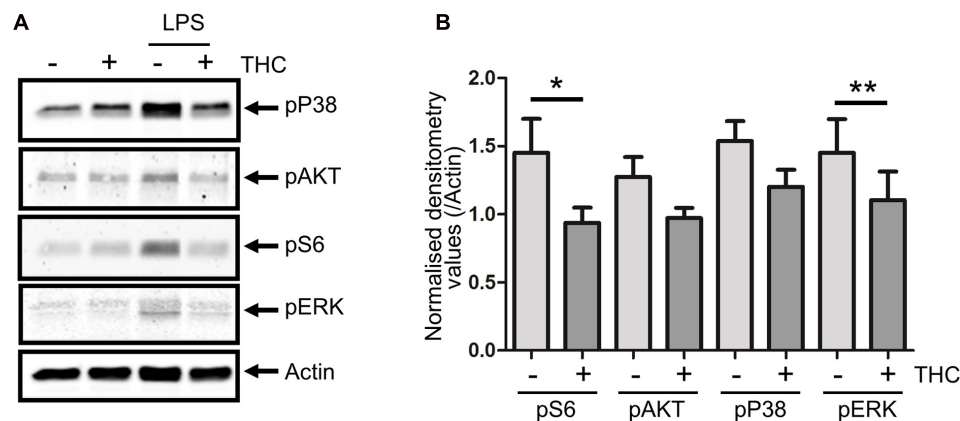 A
LPS
- + - + THC
pP38
pAKT
pS6
pERK
Actin
B
Normalised densitometry
values (/Actin)
2.0
1.5
1.0
0.5
0.0
* **
- + - + - + - + THC
pS6 pAKT pP38 pERK